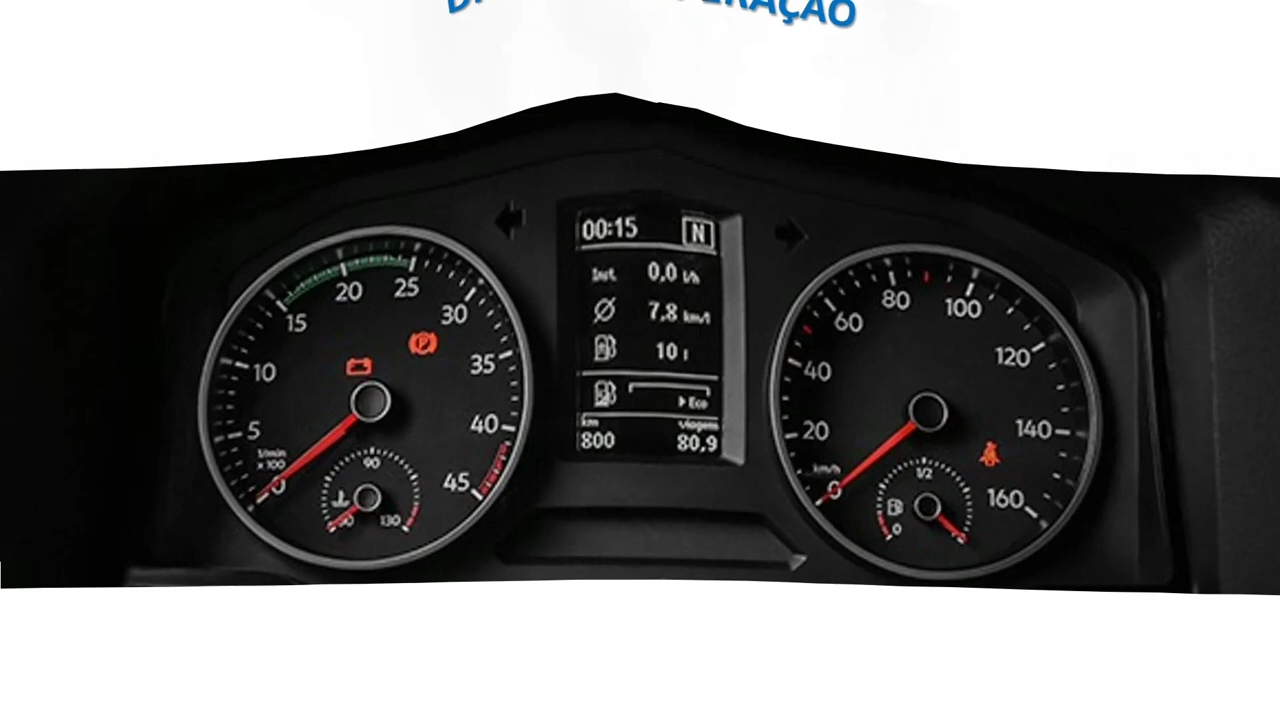 00:15 N
Int. 0,0 l/h
7,8 km/l
10 l
Eco
km viagem
800 80,9
0 5 10 15 20 25 30 35 40 45
1/min
x 100
90
130
P
0 20 40 60 80 100 120 140 160
km/h
1/2
0